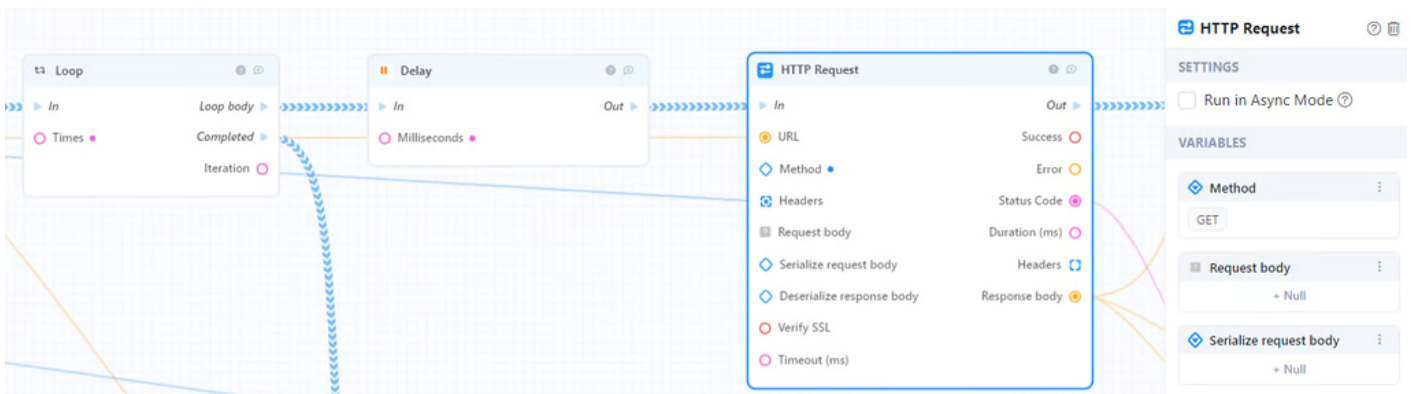 Loop
In
Loop body
Times
Completed
Iteration
Delay
In
Out
Milliseconds
HTTP Request
In
Out
URL
Success
Method
Error
Headers
Status Code
Request body
Duration (ms)
Serialize request body
Headers
Deserialize response body
Response body
Verify SSL
Timeout (ms)
HTTP Request
SETTINGS
Run in Async Mode
VARIABLES
Method
GET
Request body
+ Null
Serialize request body
+ Null